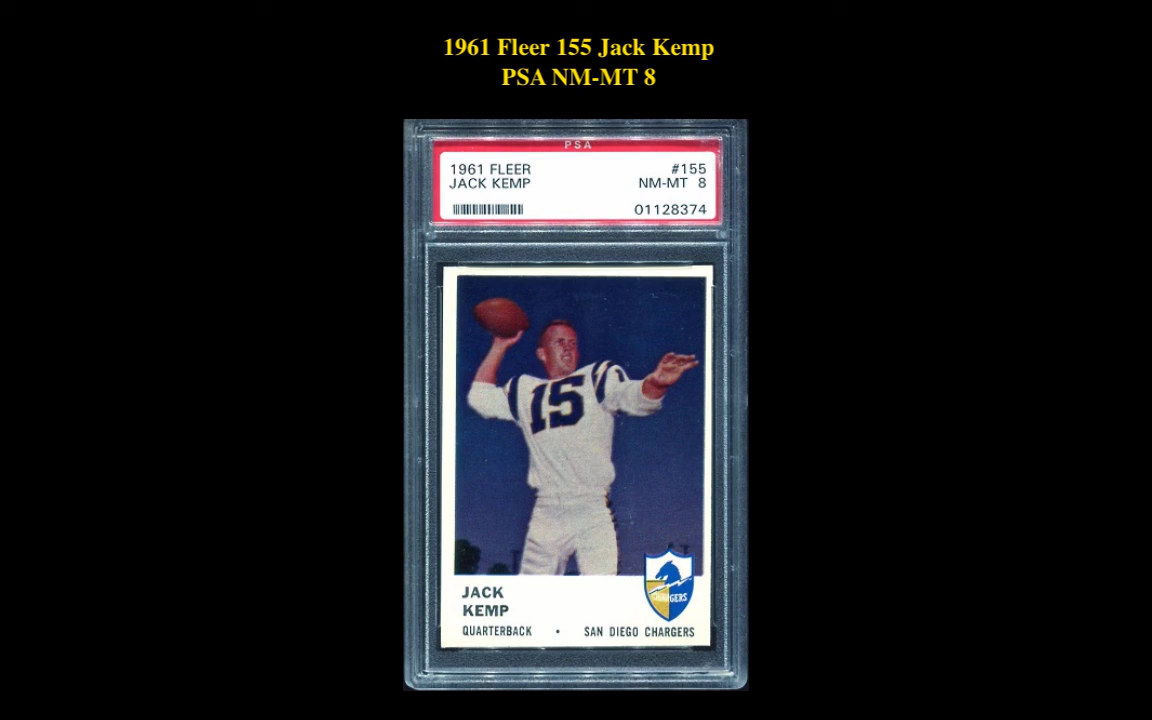 1961 Fleer 155 Jack Kemp
PSA NM-MT 8
PSA
1961 FLEER #155
JACK KEMP NM-MT 8
01128374
15
1
CHARGERS
JACK
KEMP
QUARTERBACK • SAN DIEGO CHARGERS